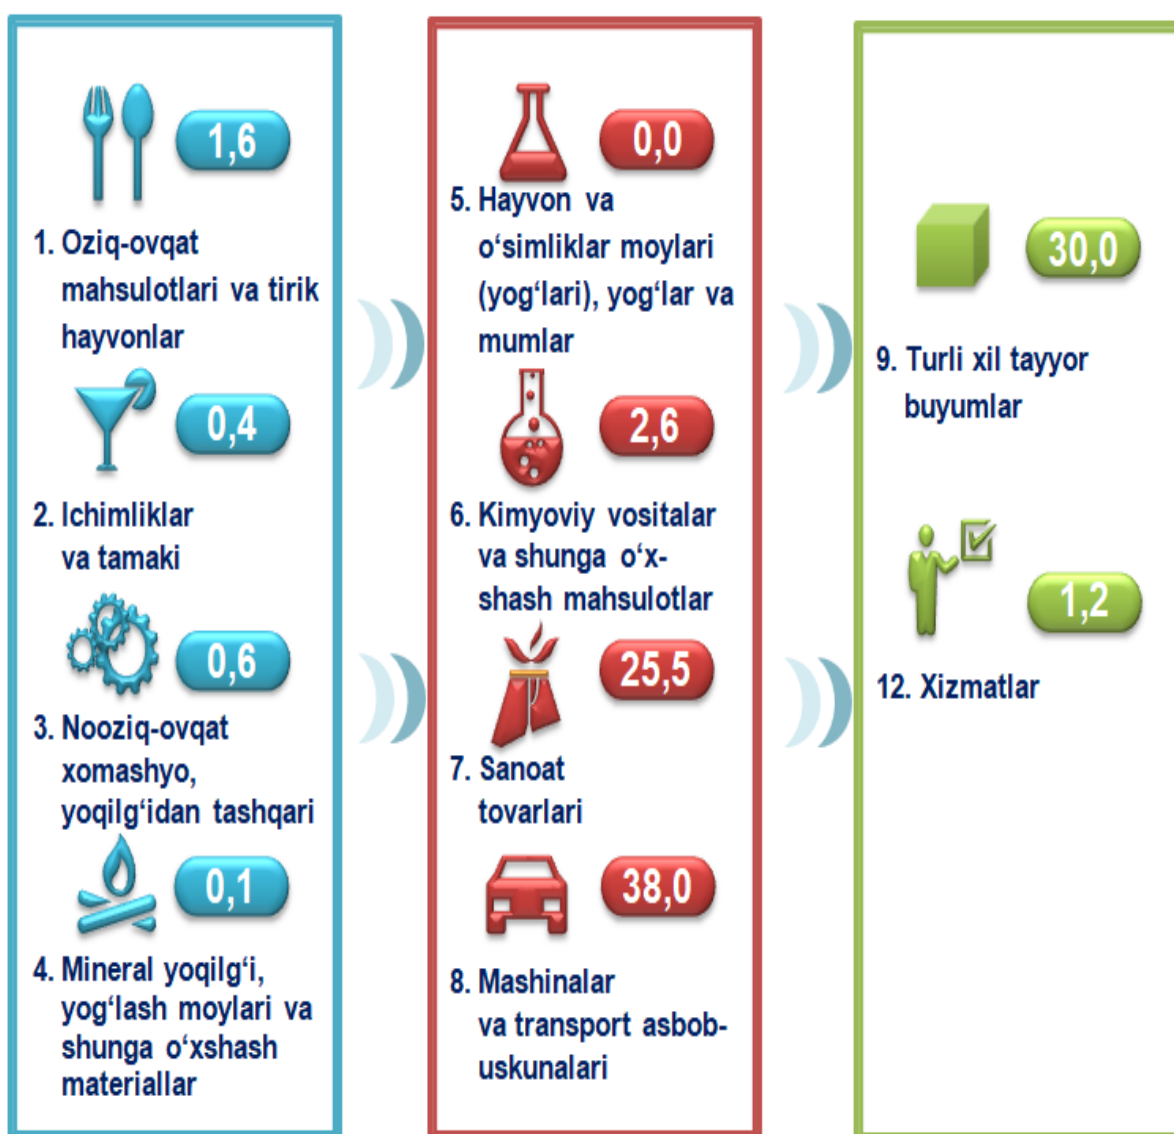 1,6
1. Oziq-ovqat
mahsulotlari va tirik
hayvonlar
0,4
2. Ichimliklar
va tamaki
0,6
3. Nooziq-ovqat
xomashyo,
yoqilg‘idan tashqari
0,1
4. Mineral yoqilg‘i,
yog‘lash moylari va
shunga o‘xshash
materiallar
0,0
5. Hayvon va
o‘simliklar moylari
(yog‘lari), yog‘lar va
mumlar
2,6
6. Kimyoviy vositalar
va shunga o‘x-
shash mahsulotlar
25,5
7. Sanoat
tovarlari
38,0
8. Mashinalar
va transport asbob-
uskunalari
30,0
9. Turli xil tayyor
buyumlar
1,2
12. Xizmatlar